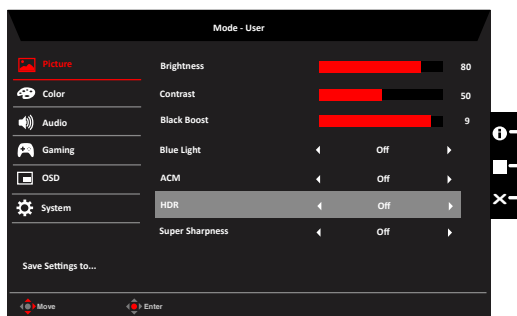 Mode - User
Picture
Brightness 80
Color
Contrast 50
Audio
Black Boost 9
Gaming
Blue Light Off
OSD
ACM Off
System
HDR Off
Super Sharpness Off
Save Settings to...
Move Enter